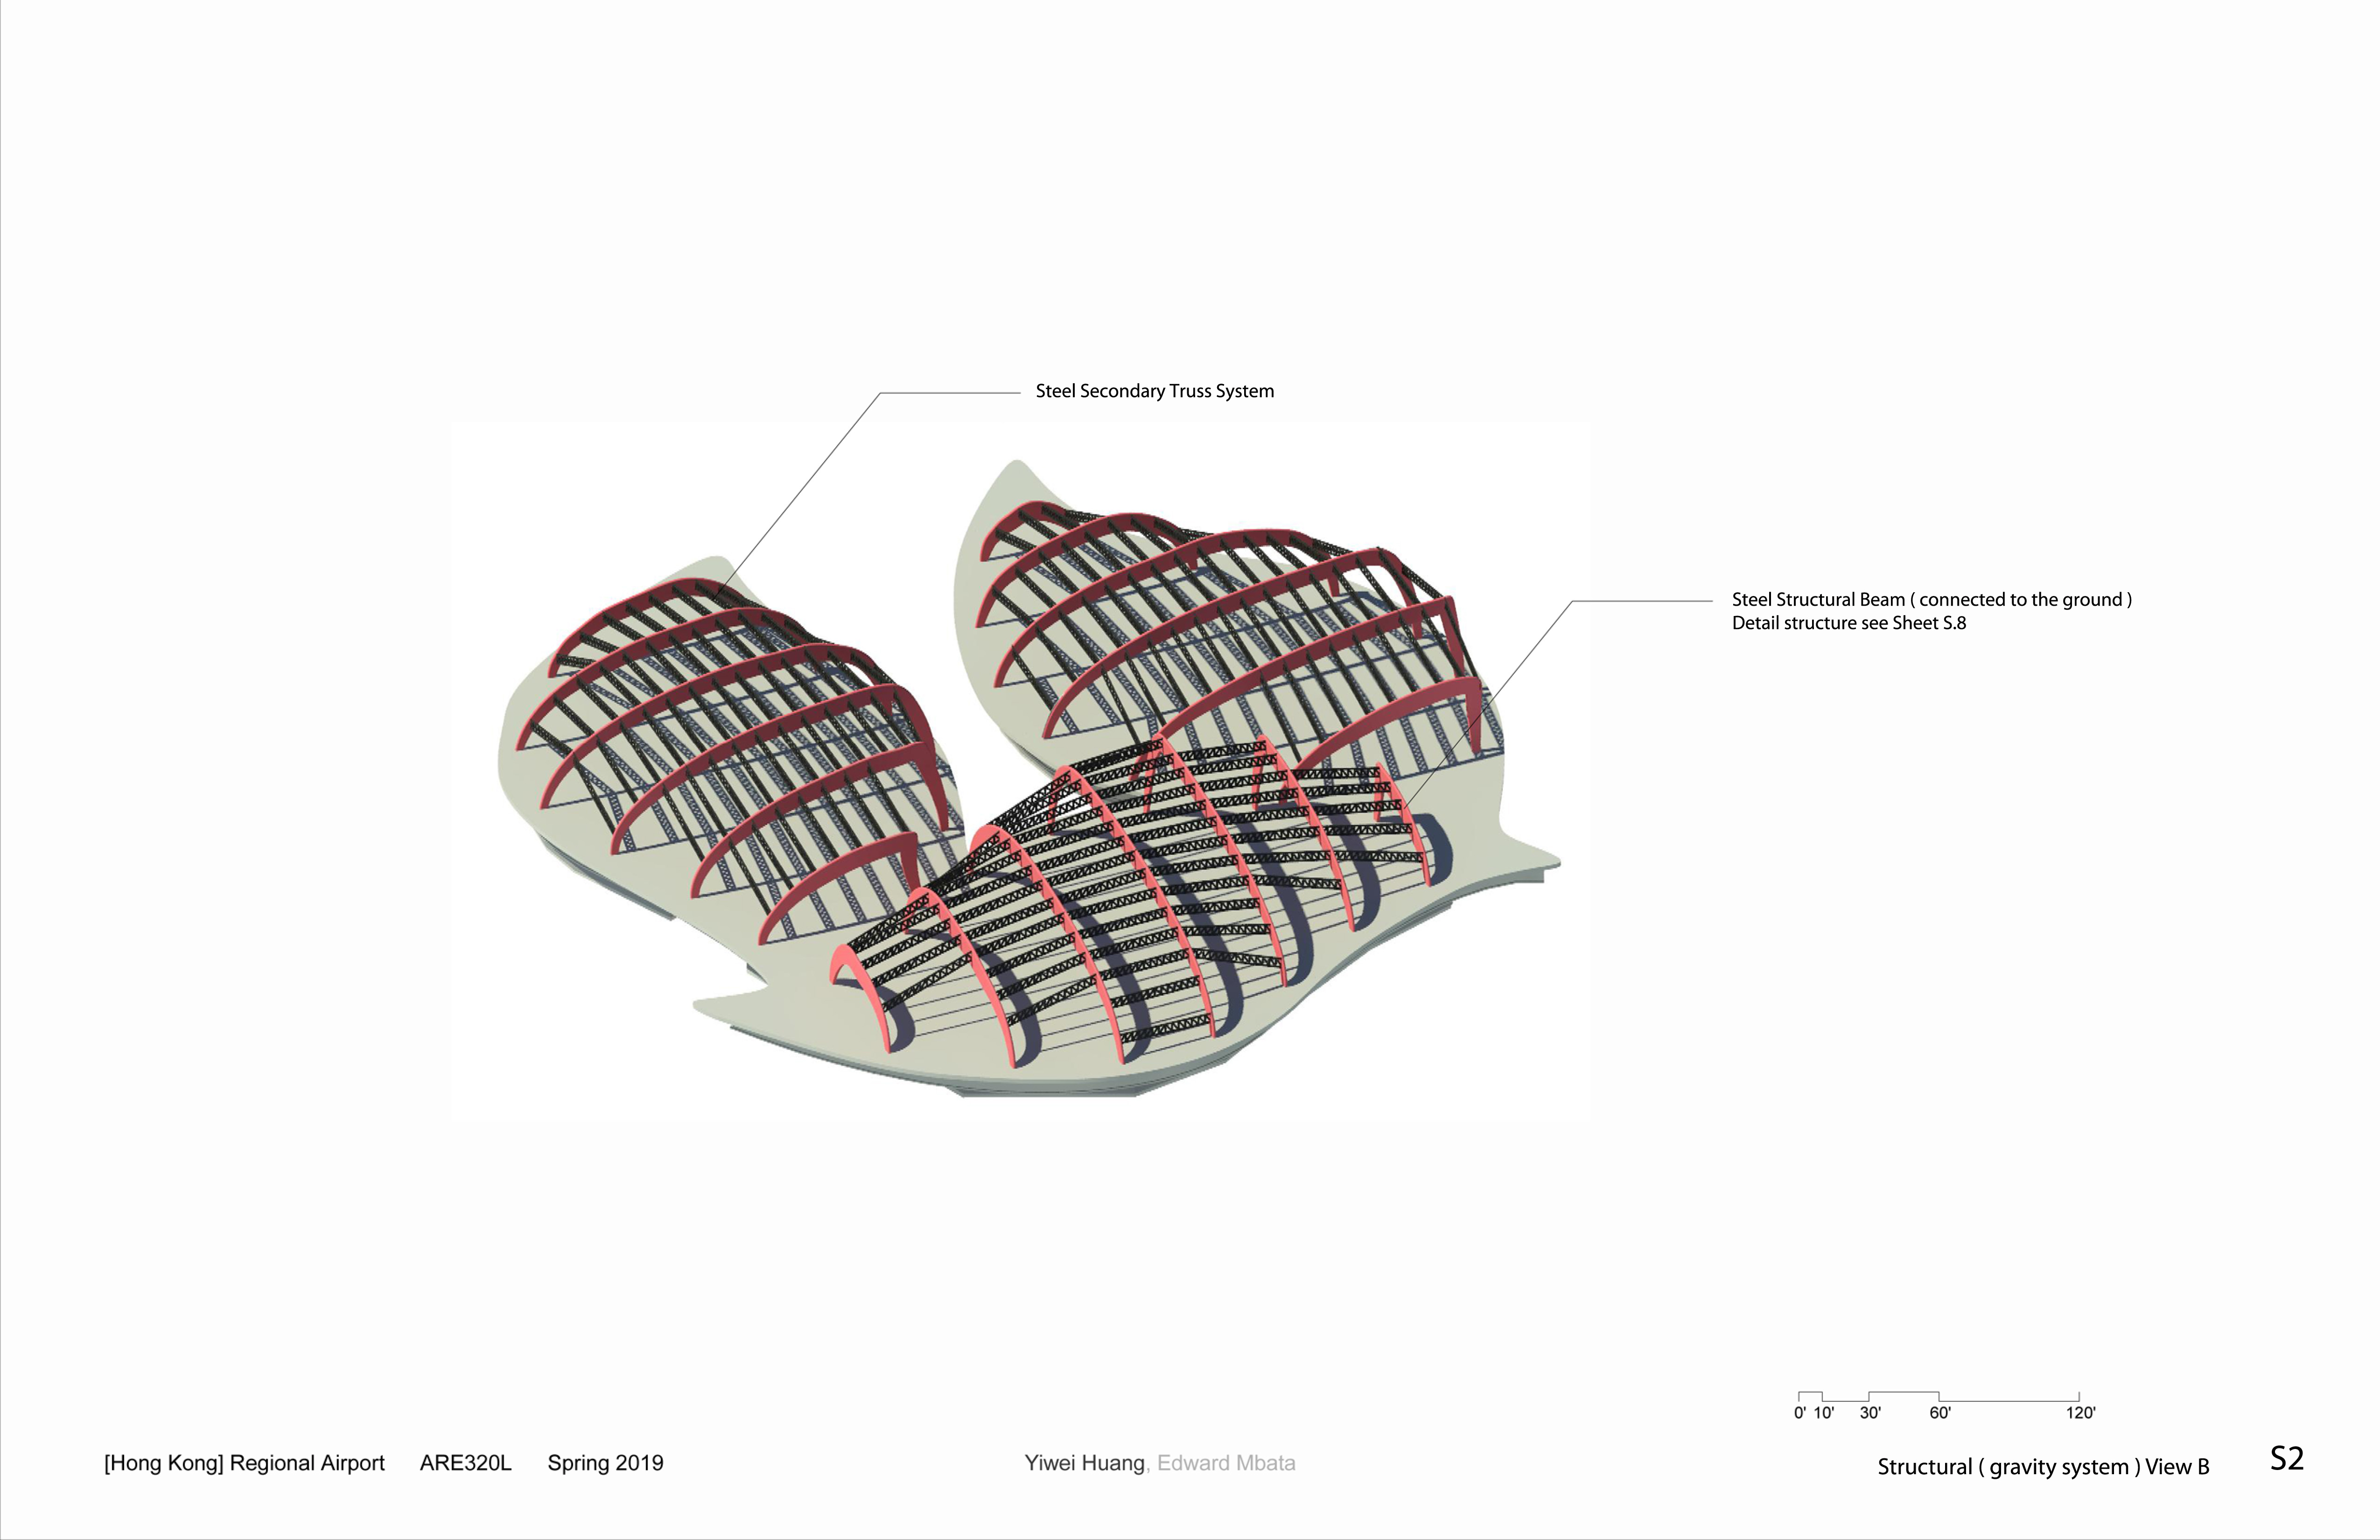 Steel Secondary Truss System
Steel Structural Beam ( connected to the ground )
Detail structure see Sheet S.8
0' 10' 30' 60' 120'
[Hong Kong] Regional Airport ARE320L Spring 2019
Yiwei Huang, Edward Mbata
Structural ( gravity system ) View B
S2